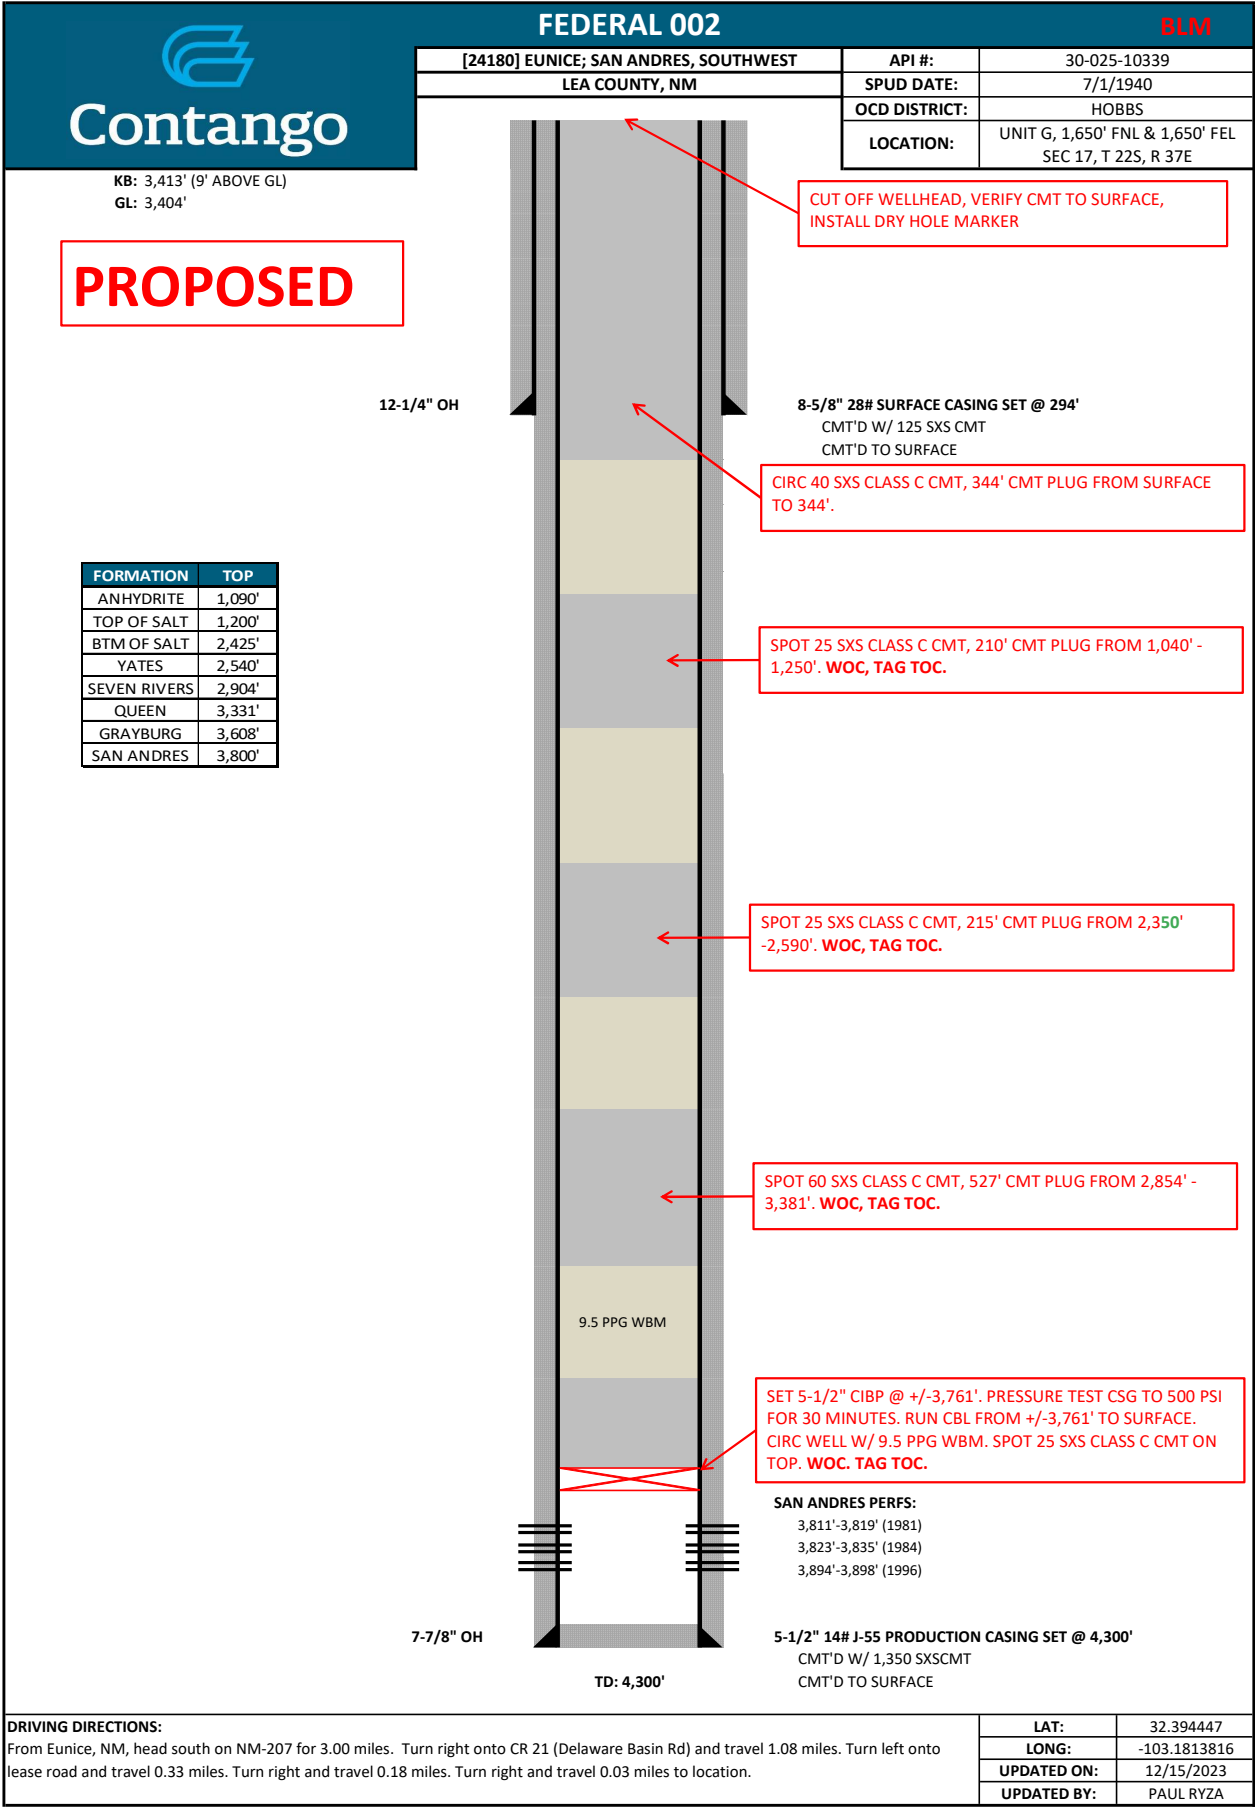 FEDERAL 002
BLM
Contango
[24180] EUNICE; SAN ANDRES, SOUTHWEST
LEA COUNTY, NM
API #: 30-025-10339
SPUD DATE: 7/1/1940
OCD DISTRICT: HOBBS
LOCATION: UNIT G, 1,650' FNL & 1,650' FEL
SEC 17, T 22S, R 37E
KB: 3,413' (9' ABOVE GL)
GL: 3,404'
CUT OFF WELLHEAD, VERIFY CMT TO SURFACE,
INSTALL DRY HOLE MARKER
PROPOSED
12-1/4" OH
8-5/8" 28# SURFACE CASING SET @ 294'
CMT'D W/ 125 SXS CMT
CMT'D TO SURFACE
CIRC 40 SXS CLASS C CMT, 344' CMT PLUG FROM SURFACE
TO 344'.
FORMATION TOP
ANHYDRITE 1,090'
TOP OF SALT 1,200'
BTM OF SALT 2,425'
YATES 2,540'
SEVEN RIVERS 2,904'
QUEEN 3,331'
GRAYBURG 3,608'
SAN ANDRES 3,800'
SPOT 25 SXS CLASS C CMT, 210' CMT PLUG FROM 1,040' -
1,250'. WOC, TAG TOC.
SPOT 25 SXS CLASS C CMT, 215' CMT PLUG FROM 2,350'
-2,590'. WOC, TAG TOC.
SPOT 60 SXS CLASS C CMT, 527' CMT PLUG FROM 2,854' -
3,381'. WOC, TAG TOC.
9.5 PPG WBM
SET 5-1/2" CIBP @ +/-3,761'. PRESSURE TEST CSG TO 500 PSI
FOR 30 MINUTES. RUN CBL FROM +/-3,761' TO SURFACE.
CIRC WELL W/ 9.5 PPG WBM. SPOT 25 SXS CLASS C CMT ON
TOP. WOC. TAG TOC.
SAN ANDRES PERFS:
3,811'-3,819' (1981)
3,823'-3,835' (1984)
3,894'-3,898' (1996)
7-7/8" OH
5-1/2" 14# J-55 PRODUCTION CASING SET @ 4,300'
CMT'D W/ 1,350 SXSCMT
CMT'D TO SURFACE
TD: 4,300'
DRIVING DIRECTIONS:
From Eunice, NM, head south on NM-207 for 3.00 miles. Turn right onto CR 21 (Delaware Basin Rd) and travel 1.08 miles. Turn left onto
lease road and travel 0.33 miles. Turn right and travel 0.18 miles. Turn right and travel 0.03 miles to location.
LAT: 32.394447
LONG: -103.1813816
UPDATED ON: 12/15/2023
UPDATED BY: PAUL RYZA